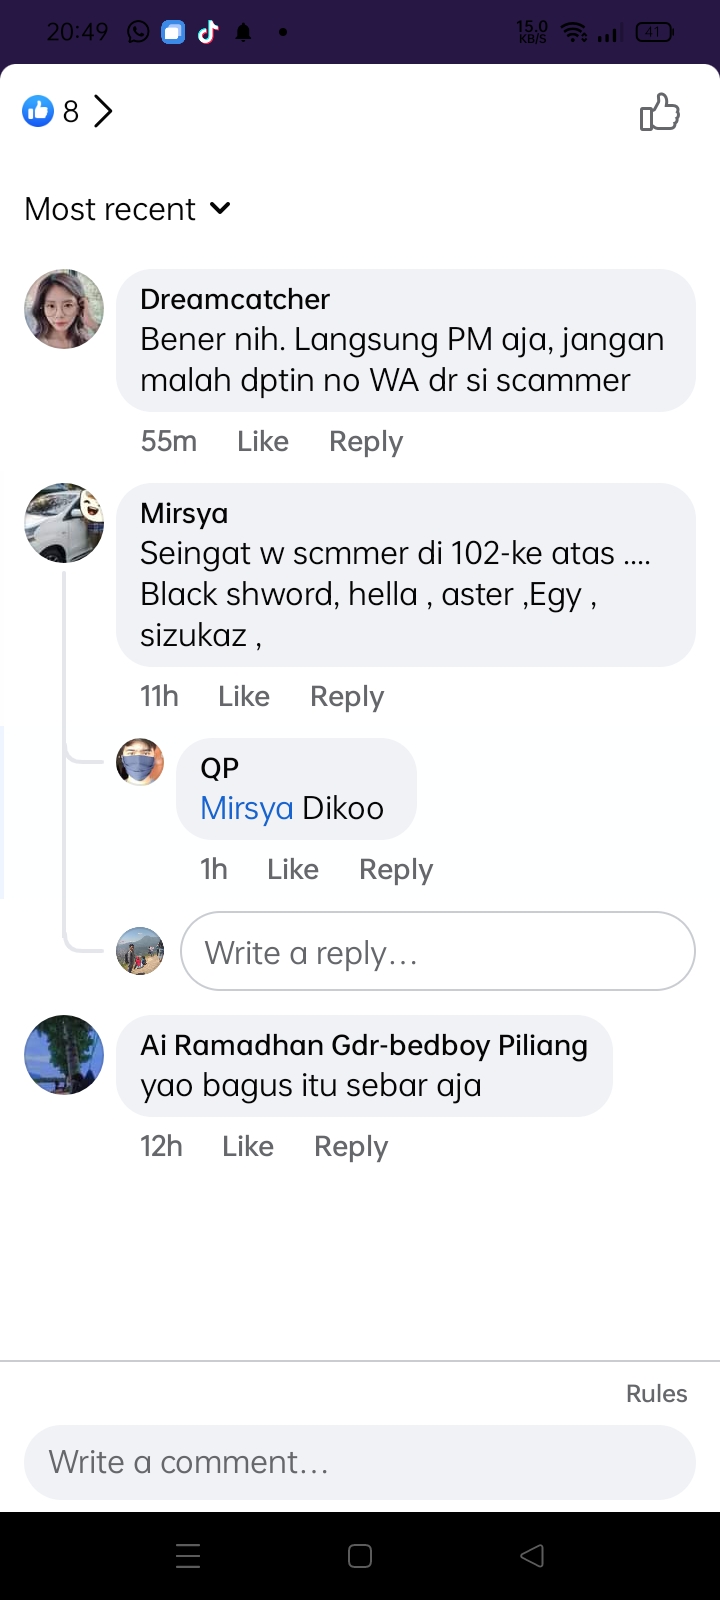 20:49
15.0
KB/S
41
8
Most recent
Dreamcatcher
Bener nih. Langsung PM aja, jangan
malah dptin no WA dr si scammer
55m Like Reply
Mirsya
Seingat w scmmer di 102-ke atas ....
Black shword, hella , aster ,Egy ,
sizukaz ,
11h Like Reply
QP
Mirsya Dikoo
1h Like Reply
Write a reply...
Ai Ramadhan Gdr-bedboy Piliang
yao bagus itu sebar aja
12h Like Reply
Rules
Write a comment...